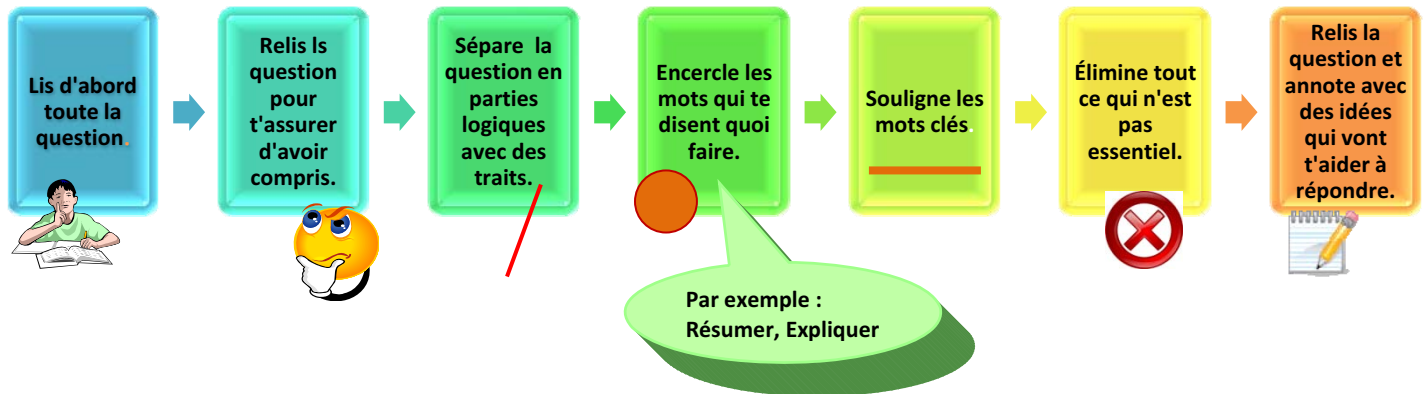 Lis d'abord
toute la
question.
Relis ls
question
pour
t'assurer
d'avoir
compris.
Sépare la
question en
parties
logiques
avec des
traits.
Encercle les
mots qui te
disent quoi
faire.
Souligne les
mots clés.
Élimine tout
ce qui n'est
pas
essentiel.
Relis la
question et
annote avec
des idées
qui vont
t'aider à
répondre.
Par exemple :
Résumer, Expliquer